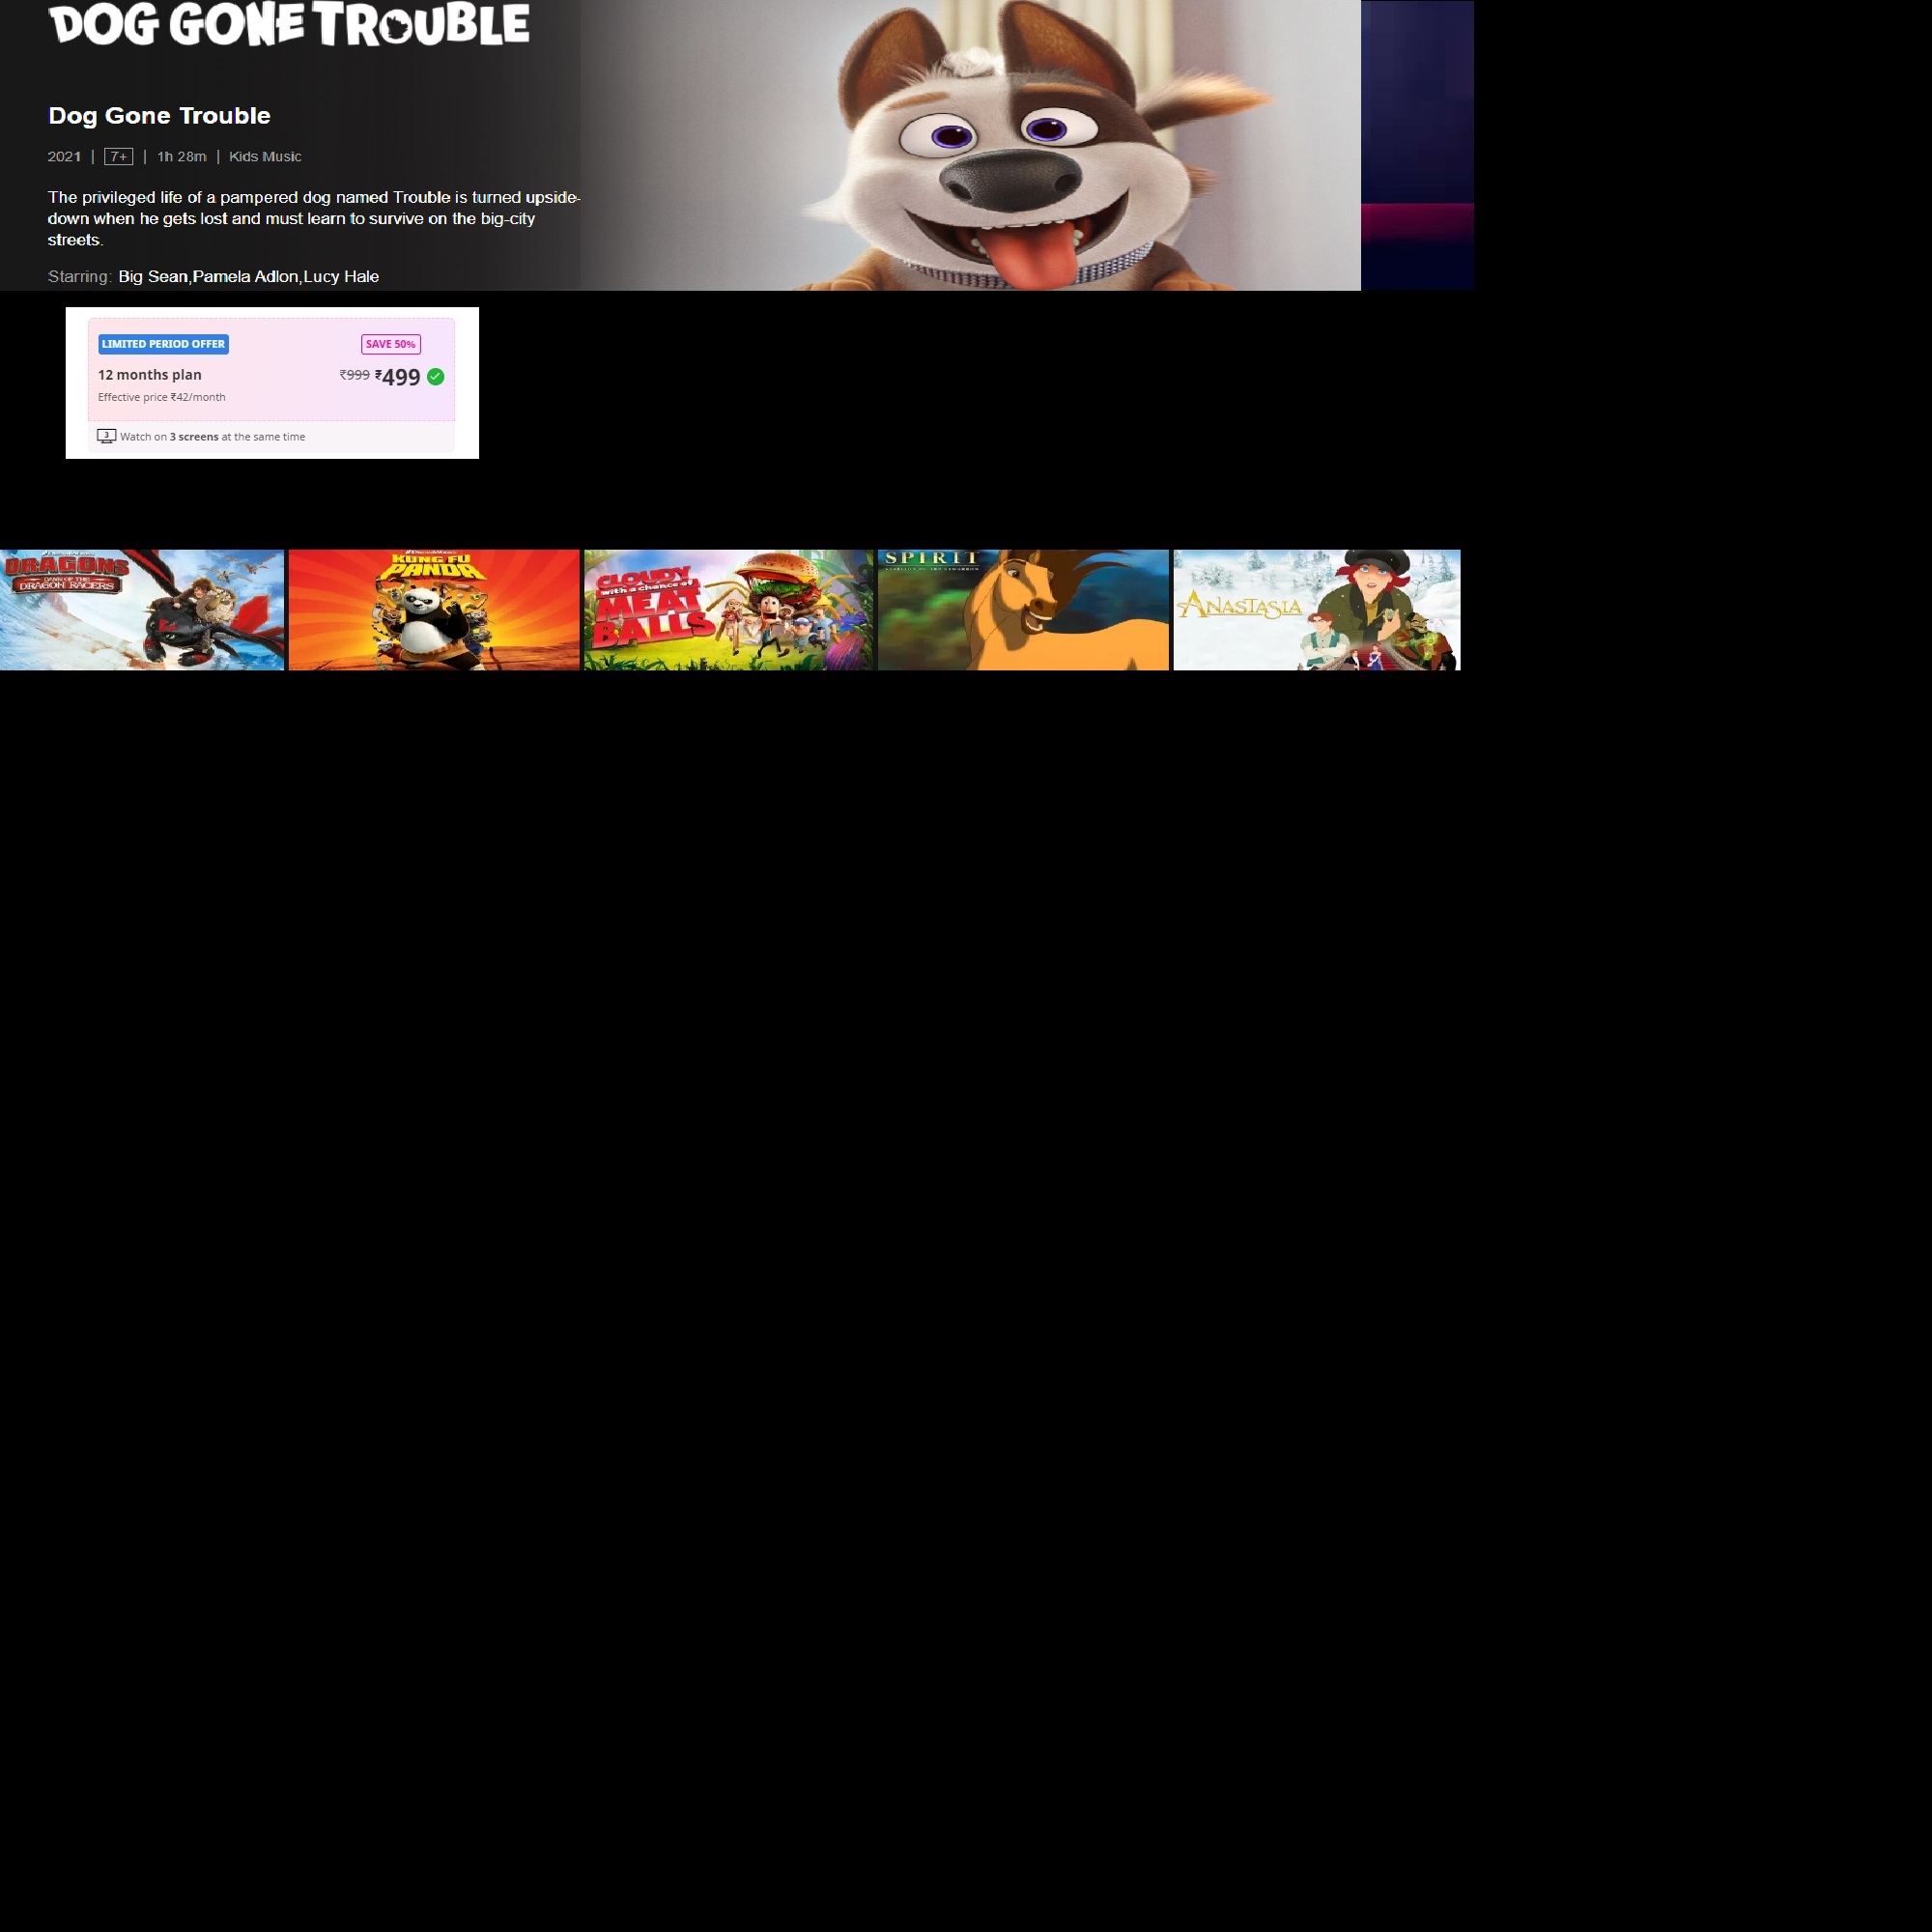 DOG GONE TROUBLE
Dog Gone Trouble
2021 | 7+ | 1h 28m | Kids Music
The privileged life of a pampered dog named Trouble is turned upside-
down when he gets lost and must learn to survive on the big-city
streets.
Starring: Big Sean,Pamela Adlon,Lucy Hale
LIMITED PERIOD OFFER SAVE 50%
12 months plan ₹999 ₹499
Effective price ₹42/month
3 Watch on 3 screens at the same time
DRAGONS
DAWN OF THE
DRAGON RACERS
KUNG FU
PANDA
CLOUDY
with a chance of
MEAT
BALLS
SPIRIT
ANASTASIA